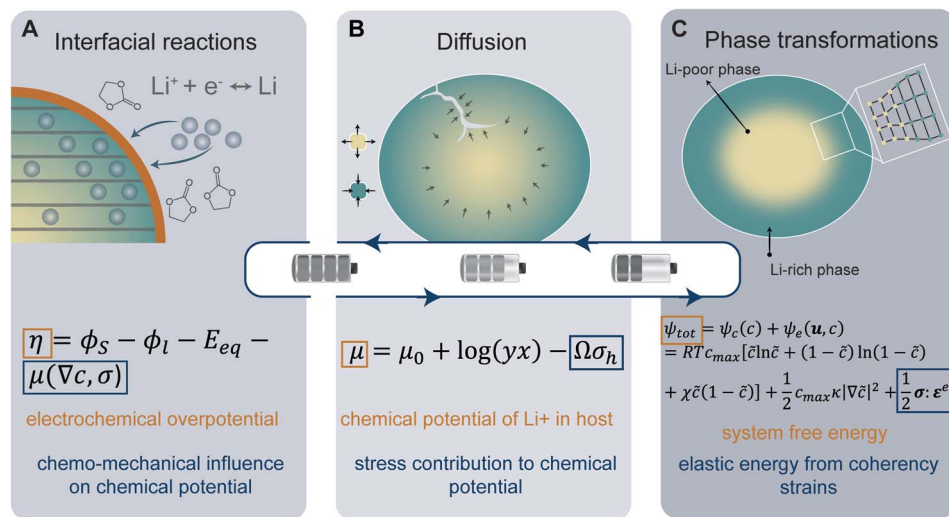 A
Interfacial reactions
Li⁺ + e⁻ ↔ Li
O
O
O
O
O
O
O
O
O
η = ϕ_S − ϕ_l − E_eq −
μ(∇c, σ)
electrochemical overpotential
chemo-mechanical influence
on chemical potential
B
Diffusion
μ = μ₀ + log(yx) − Ωσ_h
chemical potential of Li+ in host
stress contribution to chemical
potential
C
Phase transformations
Li-poor phase
Li-rich phase
ψ_tot = ψ_c(c) + ψ_e(u, c)
= RTc_max[c̃lnc̃ + (1 − c̃) ln(1 − c̃)
+ χc̃(1 − c̃)] + 1/2 c_max κ|∇c̃|² + 1/2 σ: ε^e
system free energy
elastic energy from coherency
strains